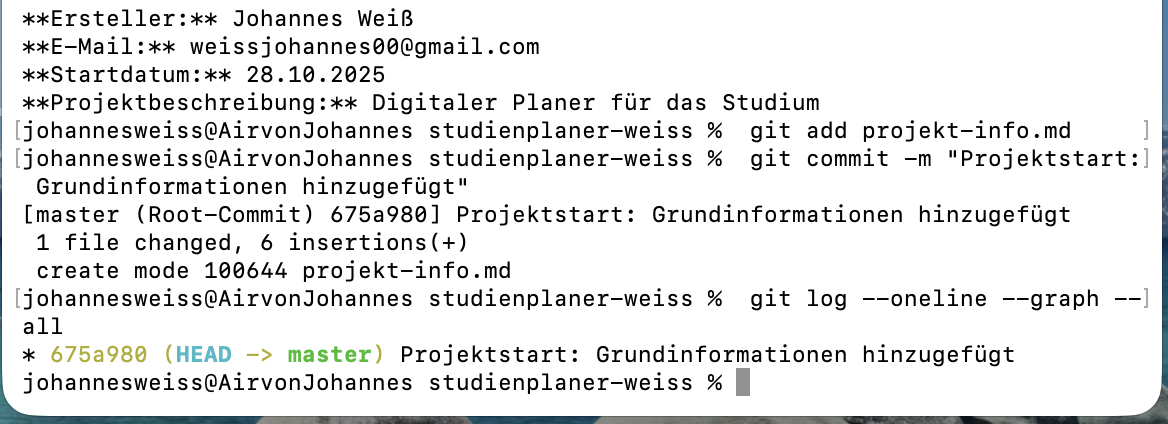 **Ersteller:** Johannes Weiß
**E-Mail:** weissjohannes00@gmail.com
**Startdatum:** 28.10.2025
**Projektbeschreibung:** Digitaler Planer für das Studium
[johannesweiss@AirvonJohannes studienplaner-weiss %  git add projekt-info.md ]
[johannesweiss@AirvonJohannes studienplaner-weiss %  git commit -m "Projektstart:]
 Grundinformationen hinzugefügt"
[master (Root-Commit) 675a980] Projektstart: Grundinformationen hinzugefügt
 1 file changed, 6 insertions(+)
 create mode 100644 projekt-info.md
[johannesweiss@AirvonJohannes studienplaner-weiss %  git log --oneline --graph --]
all
* 675a980 (HEAD -> master) Projektstart: Grundinformationen hinzugefügt
johannesweiss@AirvonJohannes studienplaner-weiss %